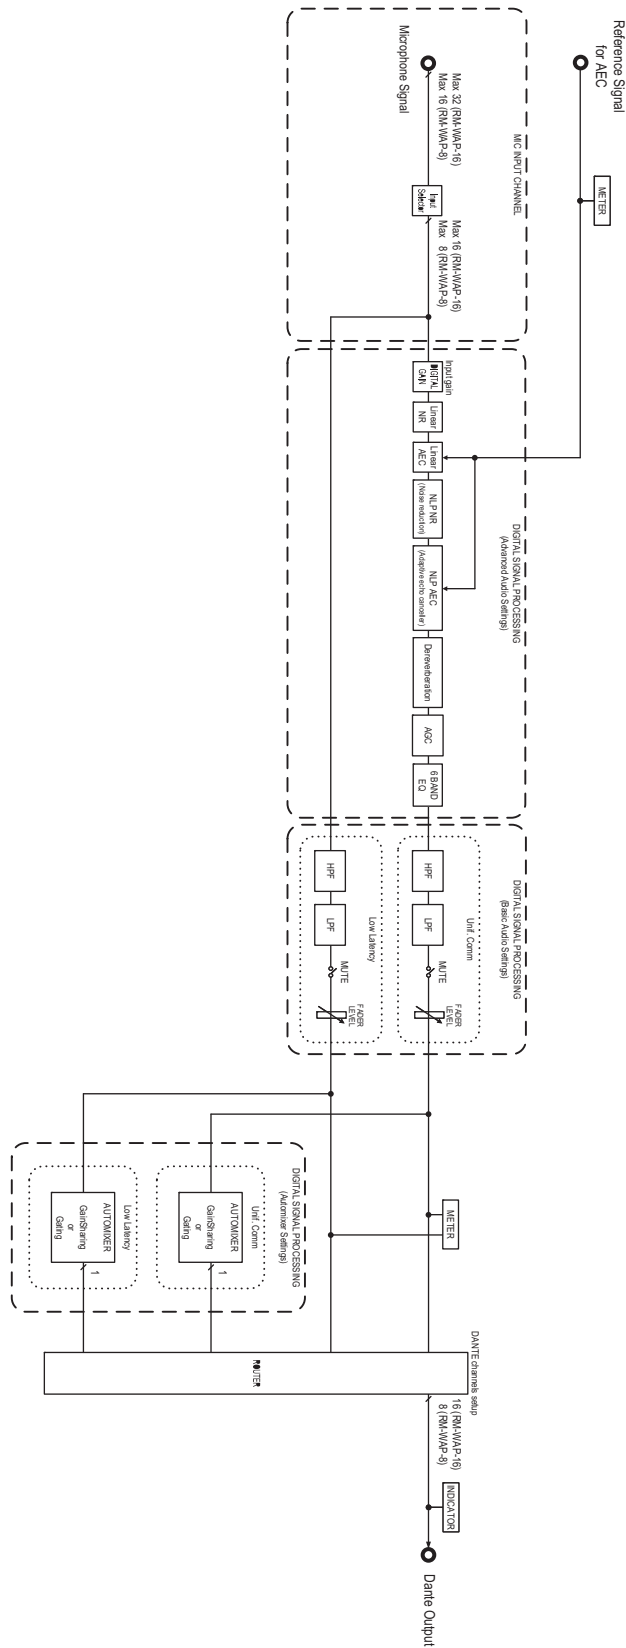 Reference Signal
for AEC
METER
MIC INPUT CHANNEL
Microphone Signal
Max 32 (RM-WAP-16)
Max 16 (RM-WAP-8)
Input
Selector
Max 16 (RM-WAP-16)
Max 8 (RM-WAP-8)
DIGITAL SIGNAL PROCESSING
(Advanced Audio Settings)
Input gain
DIGITAL
GAIN
Linear
NR
Linear
AEC
NLP NR
(Noise reduction)
NLP AEC
(Adaptive echo canceller)
Dereverberation
AGC
6 BAND
EQ
DIGITAL SIGNAL PROCESSING
(Basic Audio Settings)
Unif. Comm
HPF
LPF
MUTE
FADER
LEVEL
Low Latency
HPF
LPF
MUTE
FADER
LEVEL
METER
DIGITAL SIGNAL PROCESSING
(Automixer Settings)
Unif. Comm
AUTOMIXER
GainSharing
or
Gating
1
Low Latency
AUTOMIXER
GainSharing
or
Gating
1
DANTE channels setup
ROUTER
16 (RM-WAP-16)
8 (RM-WAP-8)
INDICATOR
Dante Output